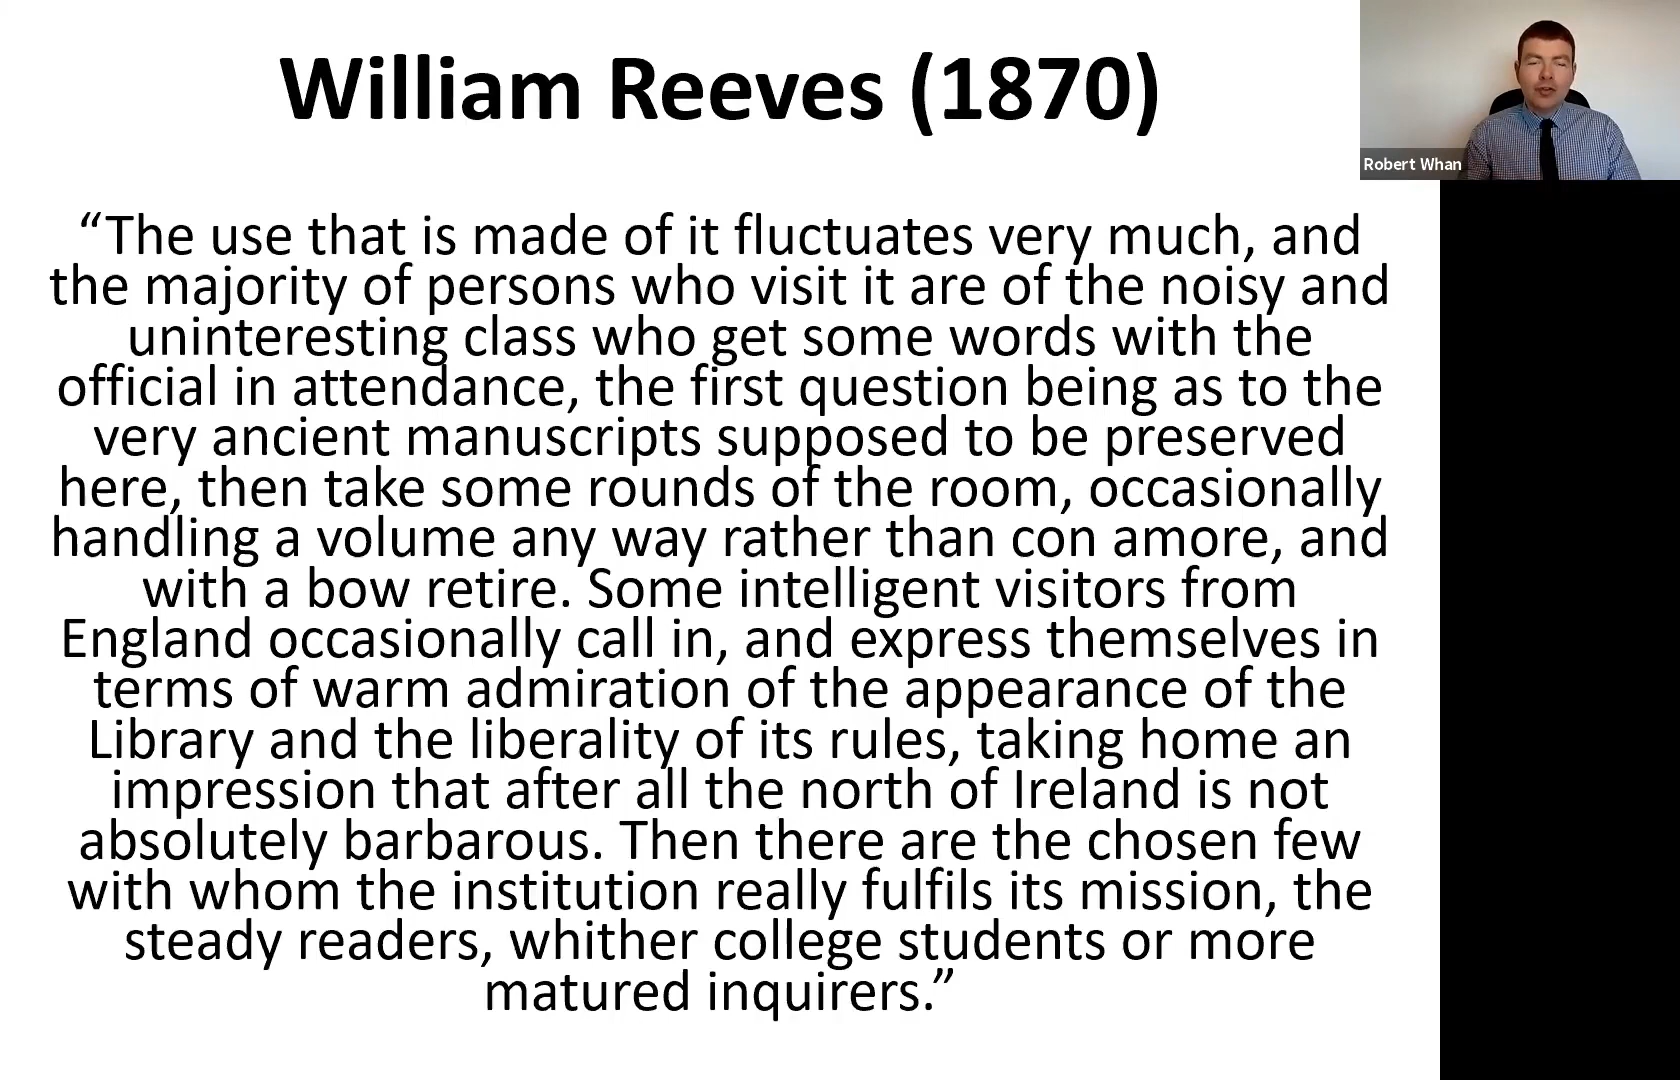 William Reeves (1870)
“The use that is made of it fluctuates very much, and
the majority of persons who visit it are of the noisy and
uninteresting class who get some words with the
official in attendance, the first question being as to the
very ancient manuscripts supposed to be preserved
here, then take some rounds of the room, occasionally
handling a volume any way rather than con amore, and
with a bow retire. Some intelligent visitors from
England occasionally call in, and express themselves in
terms of warm admiration of the appearance of the
Library and the liberality of its rules, taking home an
impression that after all the north of Ireland is not
absolutely barbarous. Then there are the chosen few
with whom the institution really fulfils its mission, the
steady readers, whither college students or more
matured inquirers.”
Robert Whan